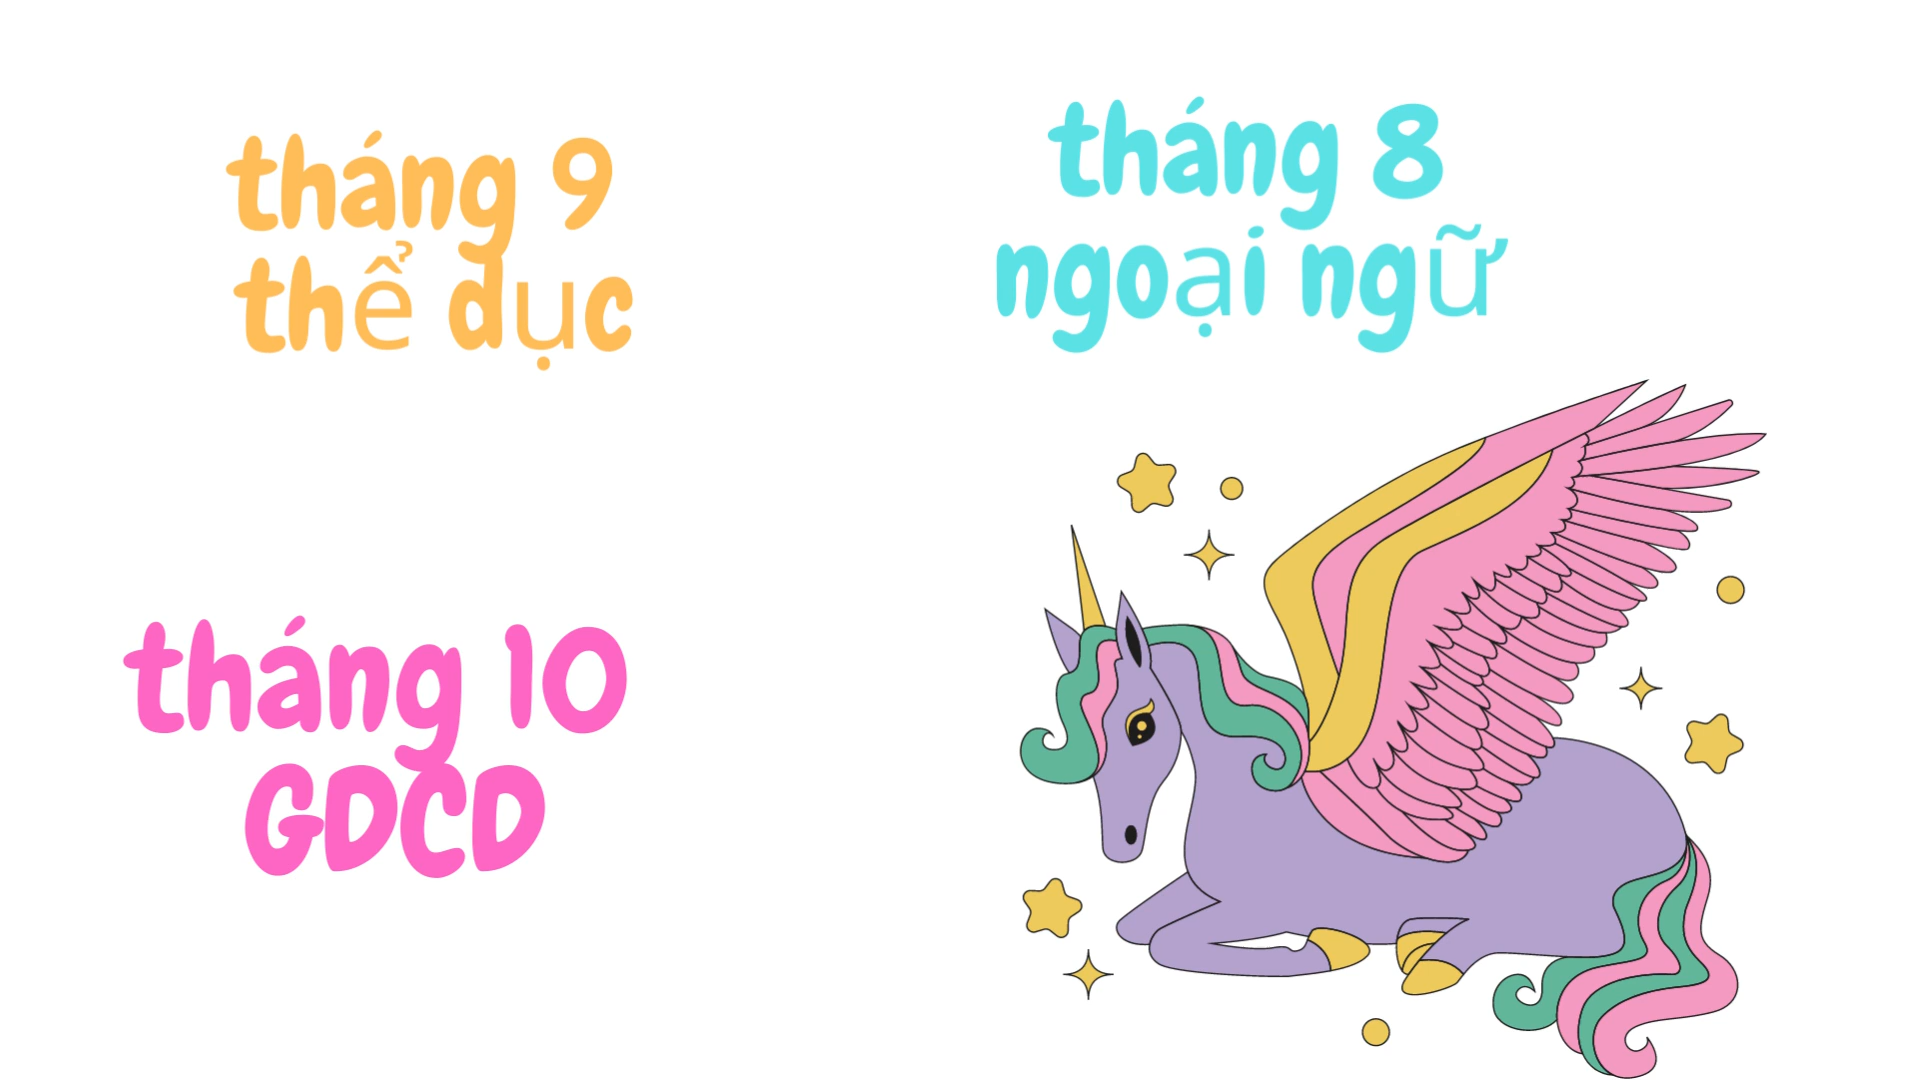 tháng 9
thể dục
tháng 8
ngoại ngữ
tháng 10
GDCD